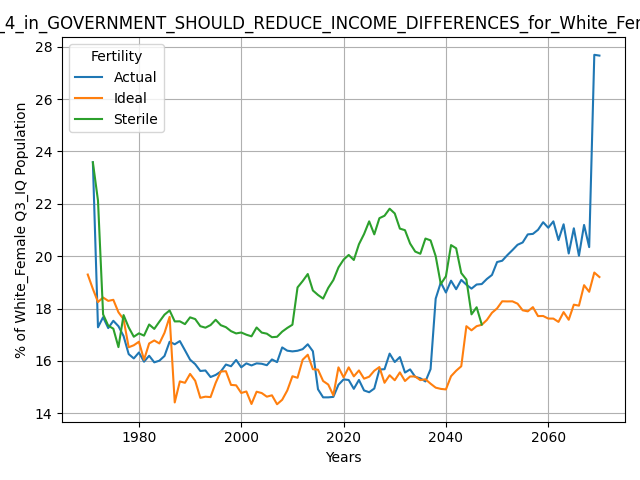 _4_in_GOVERNMENT_SHOULD_REDUCE_INCOME_DIFFERENCES_for_White_Fe
Fertility
Actual
Ideal
Sterile
% of White_Female Q3_IQ Population
28
26
24
22
20
18
16
14
1980
2000
2020
2040
2060
Years